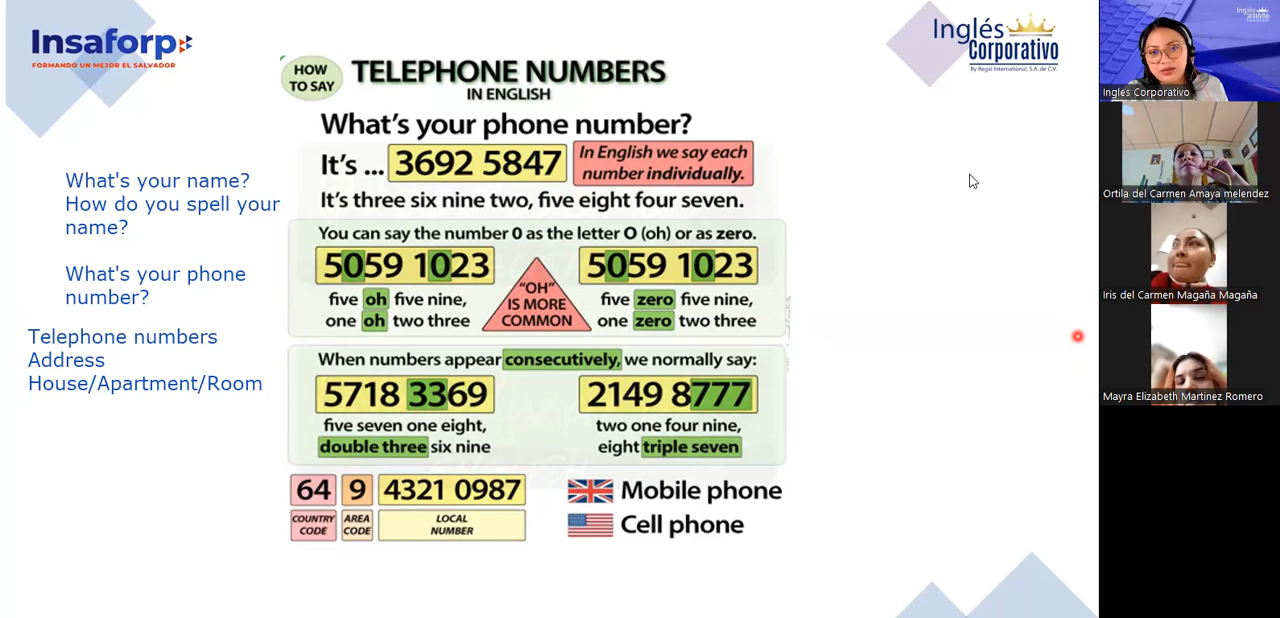 Insaforp
FORMANDO UN MEJOR EL SALVADOR
Inglés
Corporativo
By Regal International, S.A. de C.V.
HOW
TO SAY
TELEPHONE NUMBERS
IN ENGLISH
What's your phone number?
It's ... 3692 5847
In English we say each
number individually.
It's three six nine two, five eight four seven.
You can say the number 0 as the letter O (oh) or as zero.
5059 1023
five oh five nine,
one oh two three
"OH"
IS MORE
COMMON
5059 1023
five zero five nine,
one zero two three
When numbers appear consecutively, we normally say:
5718 3369
five seven one eight,
double three six nine
2149 8777
two one four nine,
eight triple seven
64 9 4321 0987
COUNTRY
CODE
AREA
CODE
LOCAL
NUMBER
Mobile phone
Cell phone
What's your name?
How do you spell your
name?
What's your phone
number?
Telephone numbers
Address
House/Apartment/Room
Ingles Corporativo
Ortila del Carmen Amaya melendez
Iris del Carmen Magaña Magaña
Mayra Elizabeth Martinez Romero